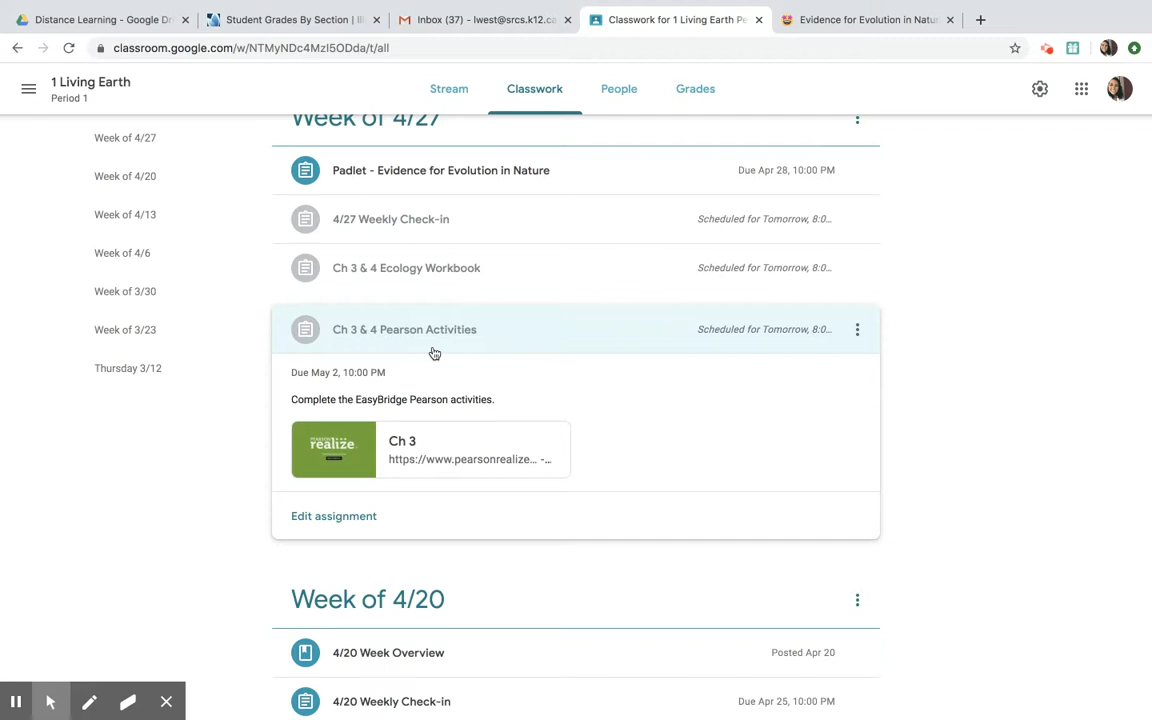 Distance Learning - Google Dri
Student Grades By Section | Ill
Inbox (37) - lwest@srcs.k12.ca
Classwork for 1 Living Earth Pe
Evidence for Evolution in Natur
classroom.google.com/w/NTMyNDc4MzI5ODda/t/all
1 Living Earth
Period 1
Stream
Classwork
People
Grades
Week of 4/27
Week of 4/20
Week of 4/13
Week of 4/6
Week of 3/30
Week of 3/23
Thursday 3/12
Week of 4/27
Padlet - Evidence for Evolution in Nature
Due Apr 28, 10:00 PM
4/27 Weekly Check-in
Scheduled for Tomorrow, 8:0...
Ch 3 & 4 Ecology Workbook
Scheduled for Tomorrow, 8:0...
Ch 3 & 4 Pearson Activities
Scheduled for Tomorrow, 8:0...
Due May 2, 10:00 PM
Complete the EasyBridge Pearson activities.
realize
Ch 3
https://www.pearsonrealize... -...
Edit assignment
Week of 4/20
4/20 Week Overview
Posted Apr 20
4/20 Weekly Check-in
Due Apr 25, 10:00 PM